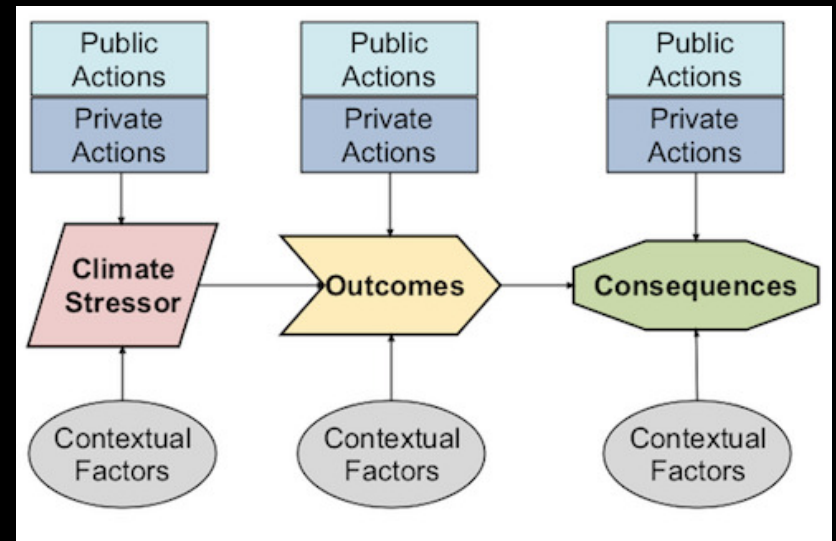 Public
Actions
Private
Actions
Public
Actions
Private
Actions
Public
Actions
Private
Actions
Climate
Stressor
Outcomes
Consequences
Contextual
Factors
Contextual
Factors
Contextual
Factors